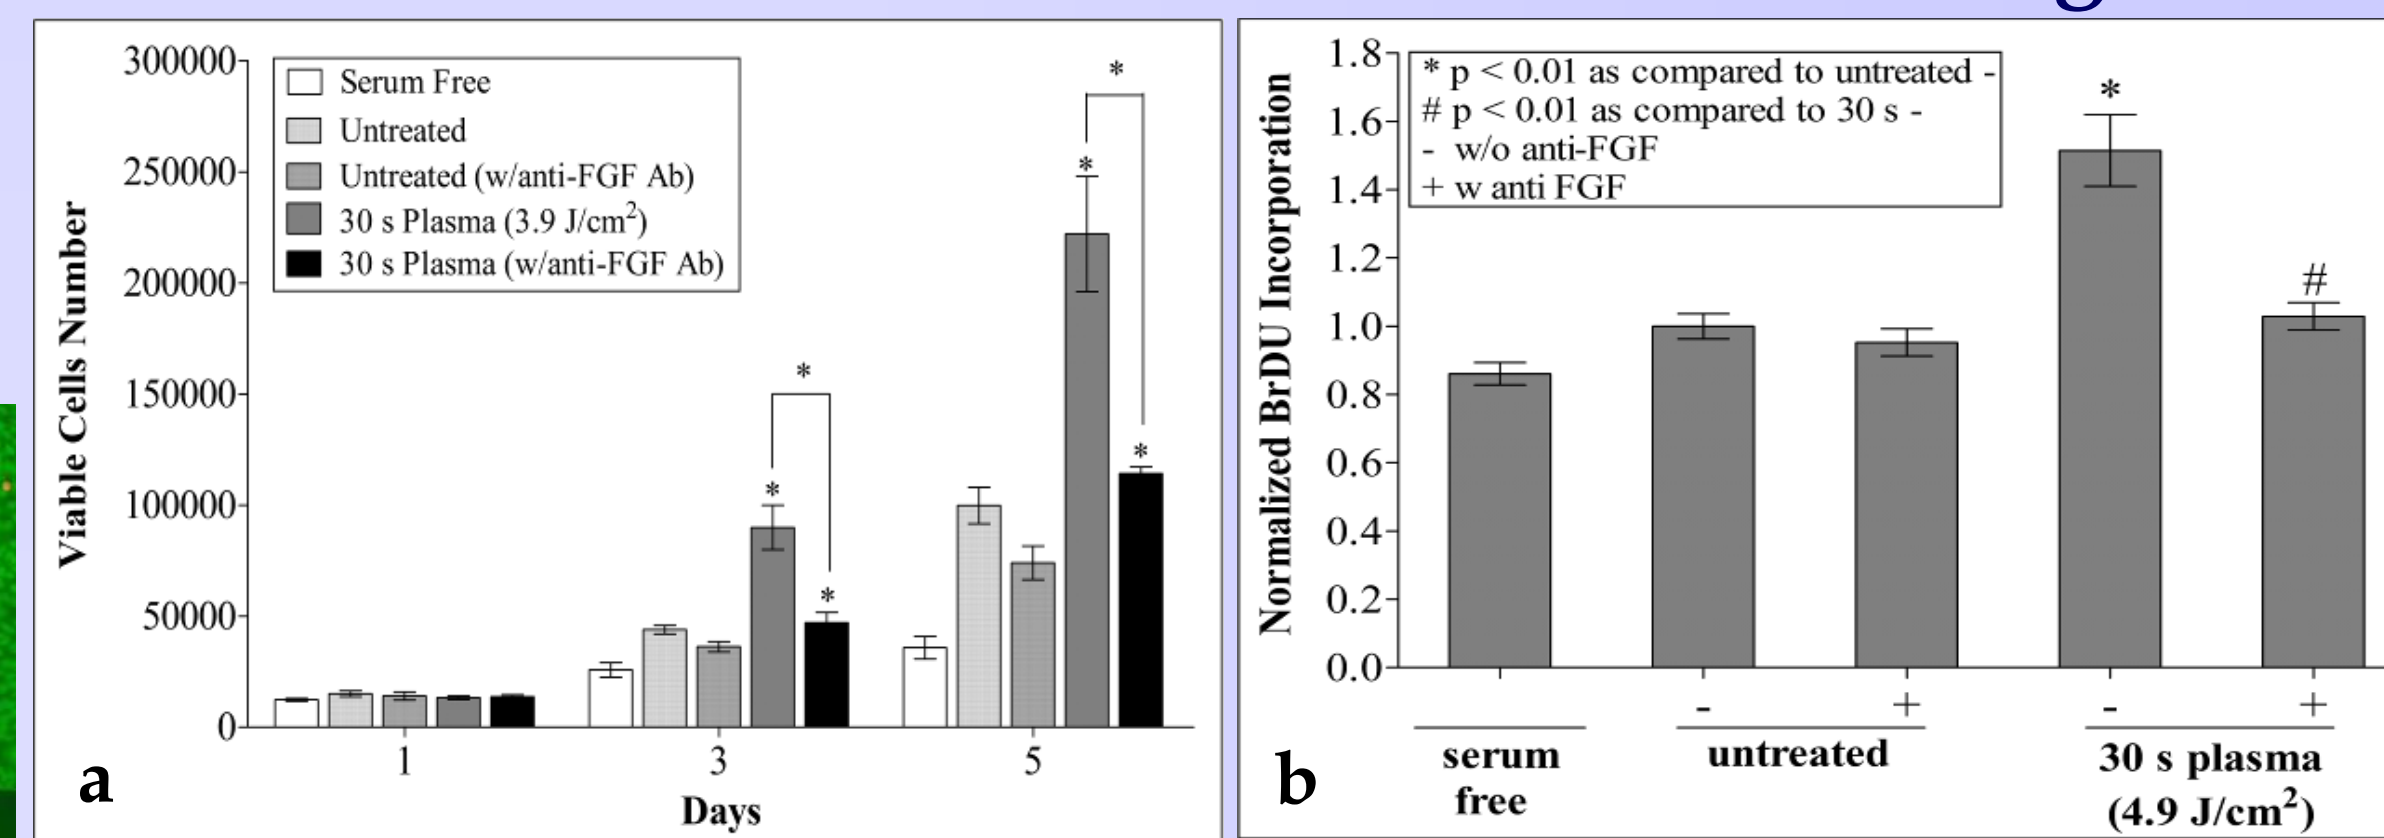 g
300000
250000
200000
150000
100000
50000
0
Viable Cells Number
Serum Free
Untreated
Untreated (w/anti-FGF Ab)
30 s Plasma (3.9 J/cm²)
30 s Plasma (w/anti-FGF Ab)
*
*
*
*
*
*
1 3 5
Days
a
1.8
1.6
1.4
1.2
1.0
0.8
0.6
0.4
0.2
0.0
Normalized BrDU Incorporation
* p < 0.01 as compared to untreated -
# p < 0.01 as compared to 30 s -
- w/o anti-FGF
+ w anti FGF
*
#
- + - +
serum free
untreated
30 s plasma
(4.9 J/cm²)
b